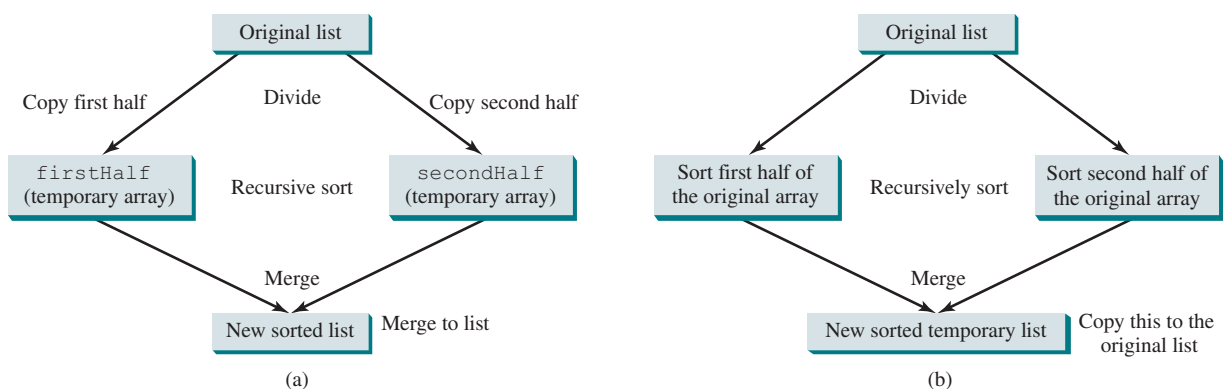 Original list
Copy first half
Divide
Copy second half
firstHalf
(temporary array)
Recursive sort
secondHalf
(temporary array)
Merge
New sorted list
Merge to list
(a)
Original list
Divide
Sort first half of
the original array
Recursively sort
Sort second half of
the original array
Merge
New sorted temporary list
Copy this to the
original list
(b)